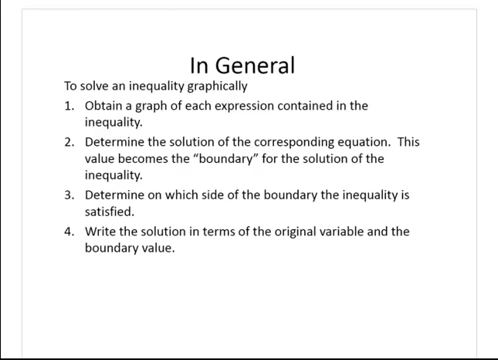 In General
To solve an inequality graphically
1. Obtain a graph of each expression contained in the
inequality.
2. Determine the solution of the corresponding equation. This
value becomes the “boundary” for the solution of the
inequality.
3. Determine on which side of the boundary the inequality is
satisfied.
4. Write the solution in terms of the original variable and the
boundary value.